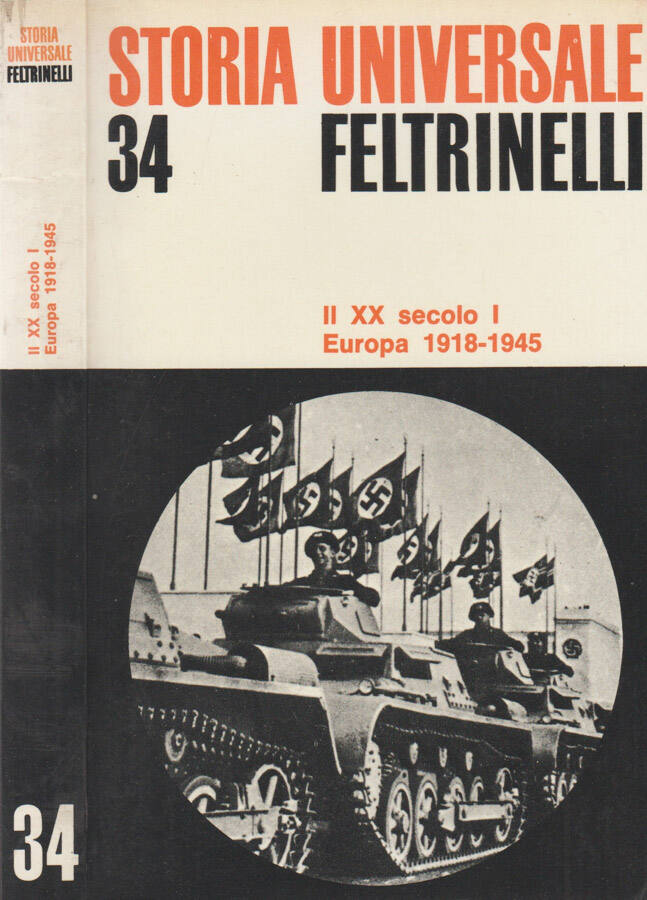 STORIA
UNIVERSALE
FELTRINELLI
Il XX secolo I
Europa 1918-1945
34
STORIA UNIVERSALE
34 FELTRINELLI
Il XX secolo I
Europa 1918-1945